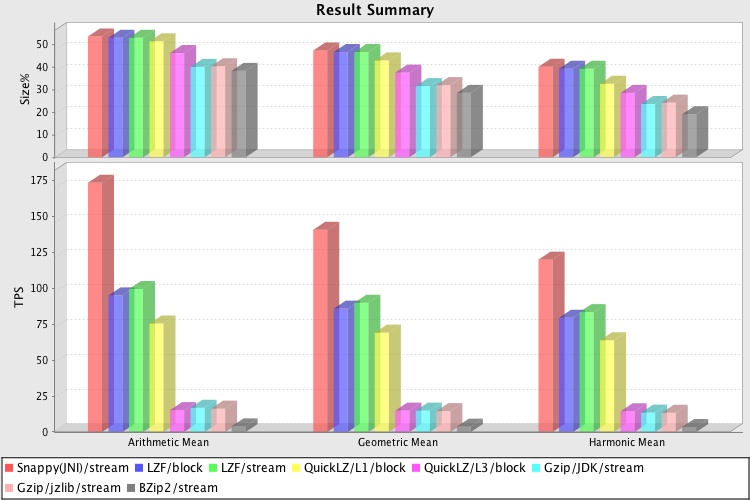 Result Summary
Size%
50
40
30
20
10
0
TPS
175
150
125
100
75
50
25
0
Arithmetic Mean Geometric Mean Harmonic Mean
Snappy(JNI)/stream LZF/block LZF/stream QuickLZ/L1/block QuickLZ/L3/block Gzip/JDK/stream
Gzip/jzlib/stream BZip2/stream